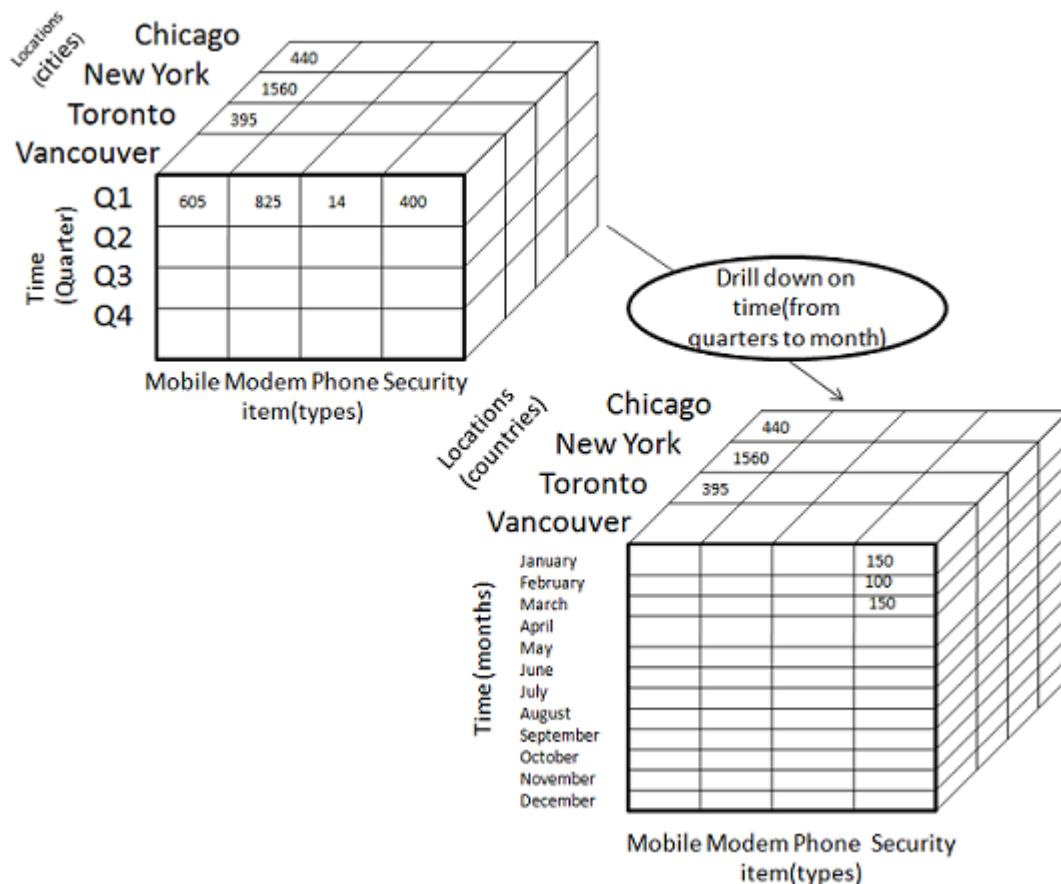 Locations
(cities)
Chicago
New York
Toronto
Vancouver
440
1560
395
Time
(Quarter)
Q1
Q2
Q3
Q4
605 825 14 400
Mobile Modem Phone Security
item(types)
Drill down on
time(from
quarters to month)
Locations
(countries)
Chicago
New York
Toronto
Vancouver
440
1560
395
Time (months)
January 150
February 100
March 150
April
May
June
July
August
September
October
November
December
Mobile Modem Phone Security
item(types)